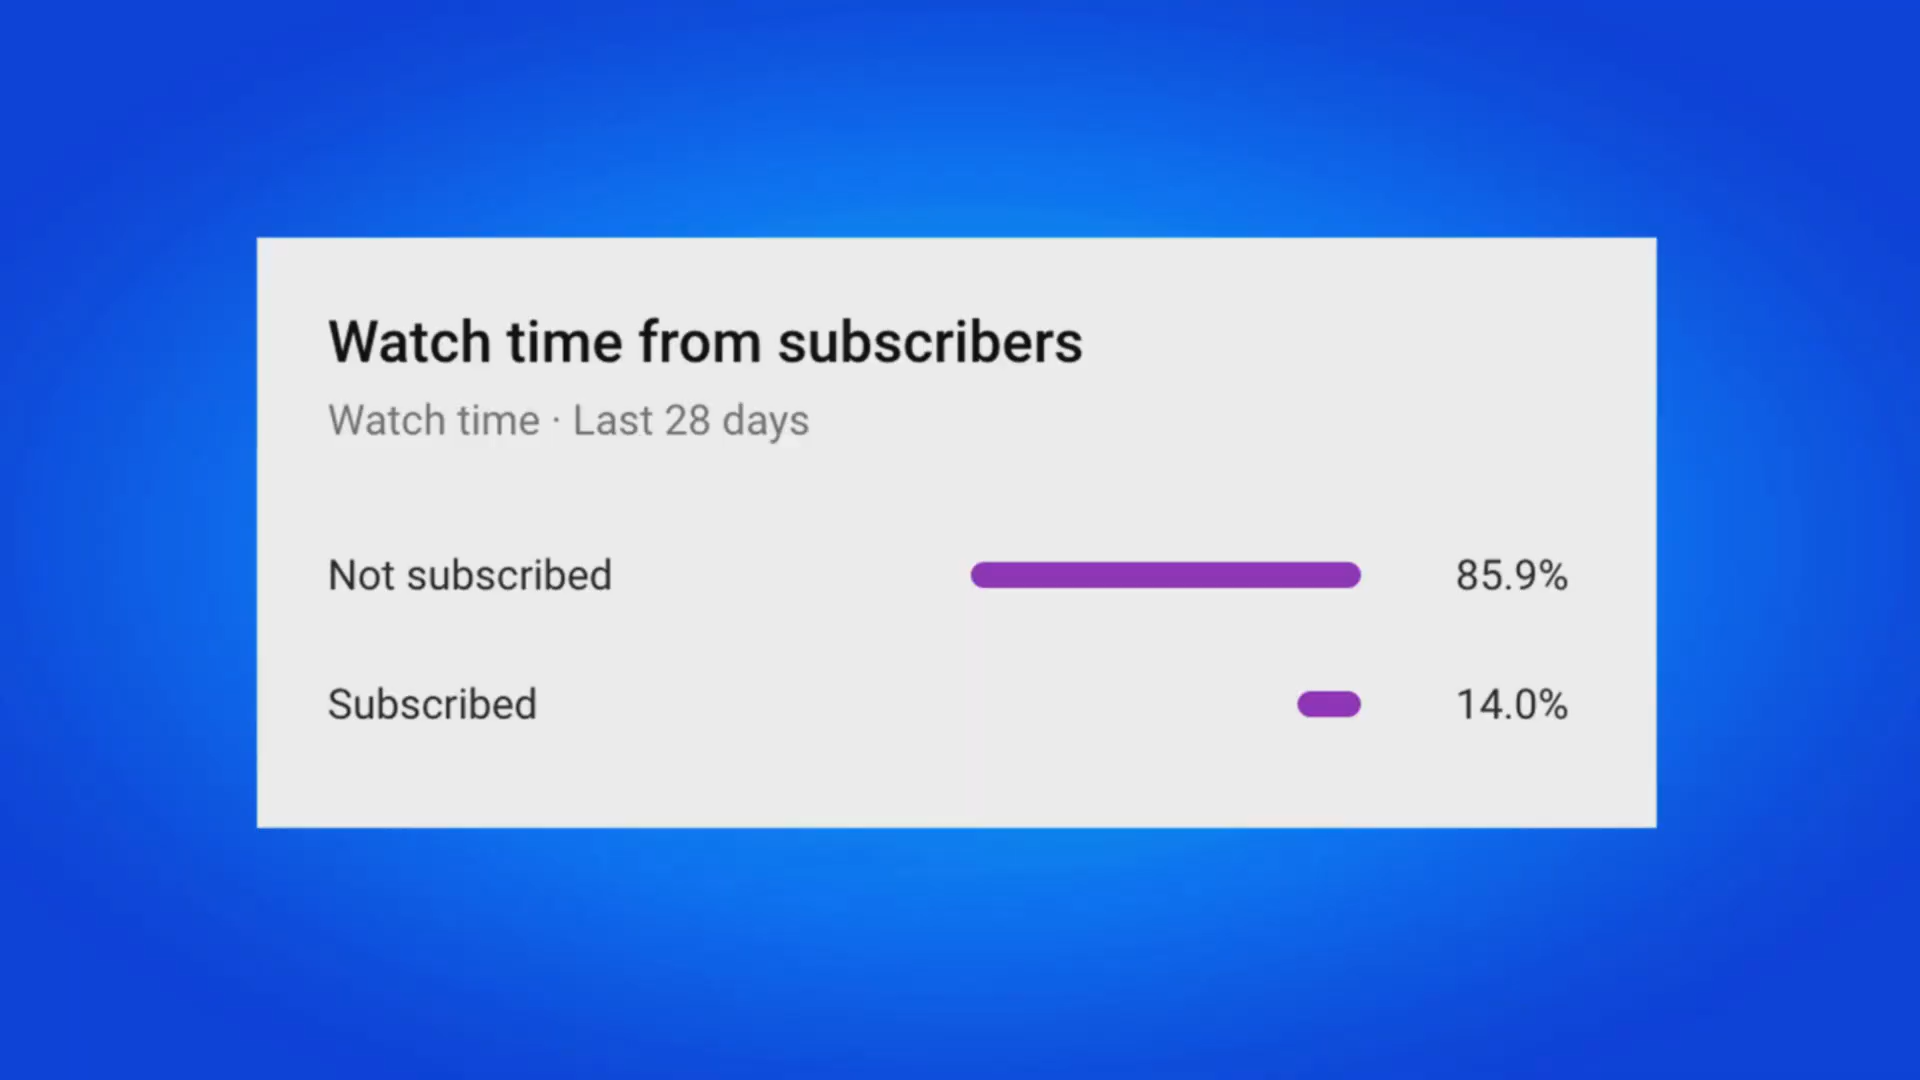 Watch time from subscribers
Watch time · Last 28 days
Not subscribed 85.9%
Subscribed 14.0%